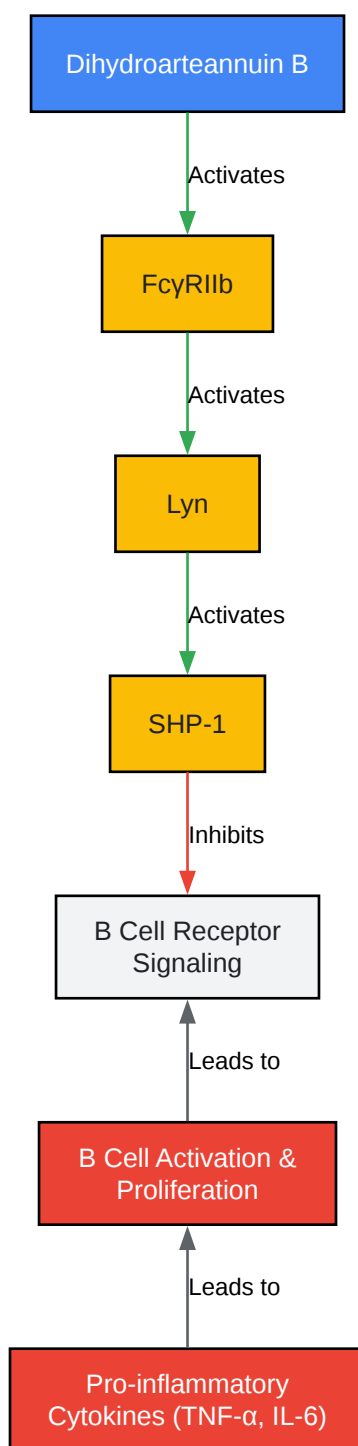 Dihydroarteannuin B
Activates
FcγRIIb
Activates
Lyn
Activates
SHP-1
Inhibits
B Cell Receptor
Signaling
Leads to
B Cell Activation &
Proliferation
Leads to
Pro-inflammatory
Cytokines (TNF-α, IL-6)